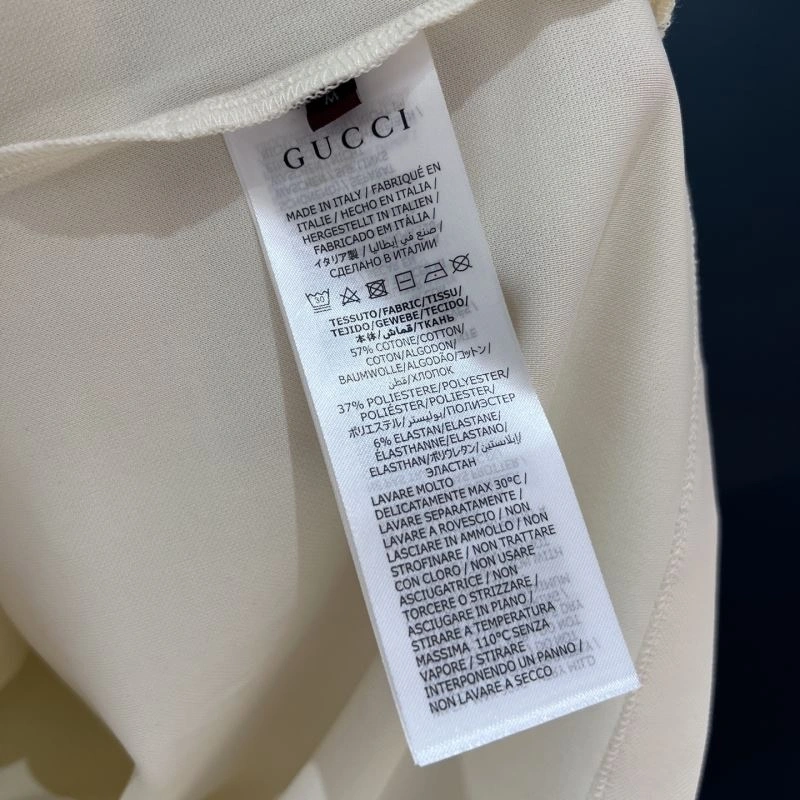 M
GUCCI
MADE IN ITALY / FABRIQUÉ EN
ITALIE / HECHO EN ITALIA /
HERGESTELLT IN ITALIEN /
FABRICADO EM ITÁLIA /
イタリア製 / صنع في إيطاليا /
СДЕЛАНО В ИТАЛИИ
30
TESSUTO/FABRIC/TISSU/
TEJIDO/GEWEBE/TECIDO/
本体/قماش/ТКАНЬ
57% COTONE/COTTON/
COTON/ALGODON/
BAUMWOLLE/ALGODÃO/コットン/
قطن/ХЛОПОК
37% POLIESTERE/POLYESTER/
POLIÉSTER/POLYESTER/
ポリエステル/بوليستر/ПОЛИЭСТЕР
6% ELASTAN/ELASTANE/
ÉLASTHANNE/ELASTANO/
ELASTHAN/ポリウレタン/إيلاستين/
ЭЛАСТАН
LAVARE MOLTO
DELICATAMENTE MAX 30°C /
LAVARE SEPARATAMENTE /
LAVARE A ROVESCIO / NON
LASCIARE IN AMMOLLO / NON
STROFINARE / NON TRATTARE
CON CLORO / NON USARE
ASCIUGATRICE / NON
TORCERE O STRIZZARE /
ASCIUGARE IN PIANO /
STIRARE A TEMPERATURA
MASSIMA 110°C SENZA
VAPORE / STIRARE
INTERPONENDO UN PANNO /
NON LAVARE A SECCO